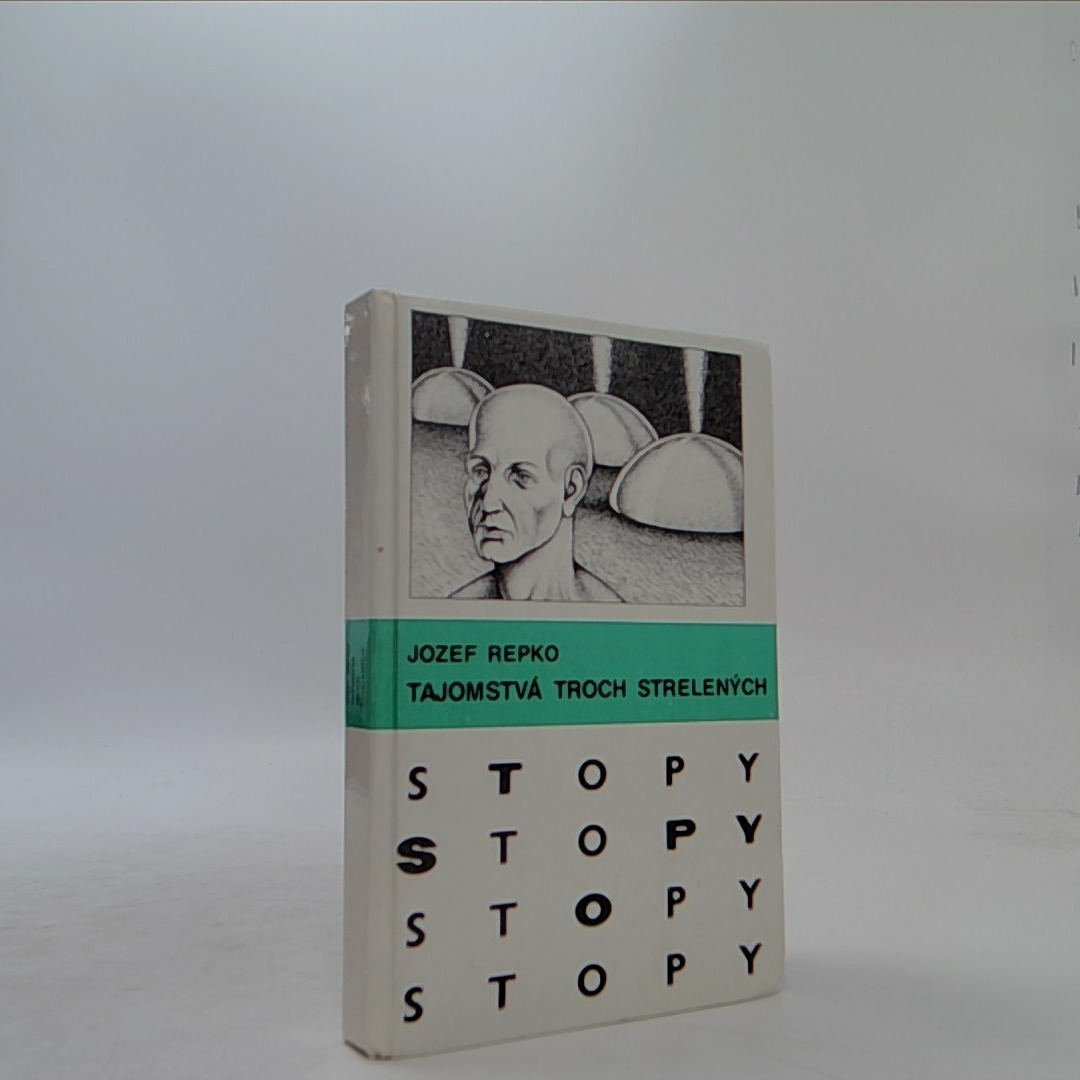 JOZEF REPKO
TAJOMSTVÁ TROCH STRELENÝCH
S T O P Y
S T O P Y
S T O P Y
S T O P Y